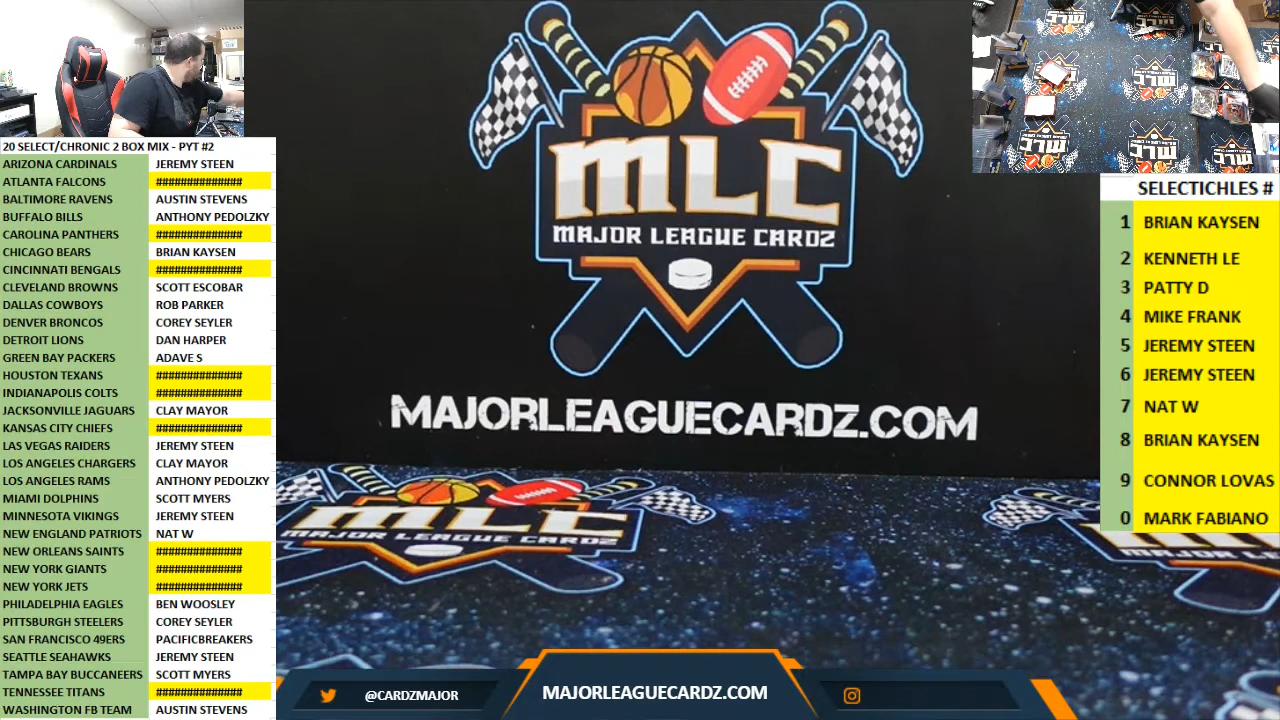 20 SELECT/CHRONIC 2 BOX MIX - PYT #2
ARIZONA CARDINALS JEREMY STEEN
ATLANTA FALCONS ##############
BALTIMORE RAVENS AUSTIN STEVENS
BUFFALO BILLS ANTHONY PEDOLZKY
CAROLINA PANTHERS ##############
CHICAGO BEARS BRIAN KAYSEN
CINCINNATI BENGALS ##############
CLEVELAND BROWNS SCOTT ESCOBAR
DALLAS COWBOYS ROB PARKER
DENVER BRONCOS COREY SEYLER
DETROIT LIONS DAN HARPER
GREEN BAY PACKERS ADAVE S
HOUSTON TEXANS ##############
INDIANAPOLIS COLTS ##############
JACKSONVILLE JAGUARS CLAY MAYOR
KANSAS CITY CHIEFS ##############
LAS VEGAS RAIDERS JEREMY STEEN
LOS ANGELES CHARGERS CLAY MAYOR
LOS ANGELES RAMS ANTHONY PEDOLZKY
MIAMI DOLPHINS SCOTT MYERS
MINNESOTA VIKINGS JEREMY STEEN
NEW ENGLAND PATRIOTS NAT W
NEW ORLEANS SAINTS ##############
NEW YORK GIANTS ##############
NEW YORK JETS ##############
PHILADELPHIA EAGLES BEN WOOSLEY
PITTSBURGH STEELERS COREY SEYLER
SAN FRANCISCO 49ERS PACIFICBREAKERS
SEATTLE SEAHAWKS JEREMY STEEN
TAMPA BAY BUCCANEERS SCOTT MYERS
TENNESSEE TITANS ##############
WASHINGTON FB TEAM AUSTIN STEVENS
MLC
MAJOR LEAGUE CARDZ
MAJORLEAGUECARDZ.COM
MLC
MAJOR LEAGUE CARDZ
@CARDZMAJOR
MAJORLEAGUECARDZ.COM
SELECTICHLES #
1 BRIAN KAYSEN
2 KENNETH LE
3 PATTY D
4 MIKE FRANK
5 JEREMY STEEN
6 JEREMY STEEN
7 NAT W
8 BRIAN KAYSEN
9 CONNOR LOVAS
0 MARK FABIANO